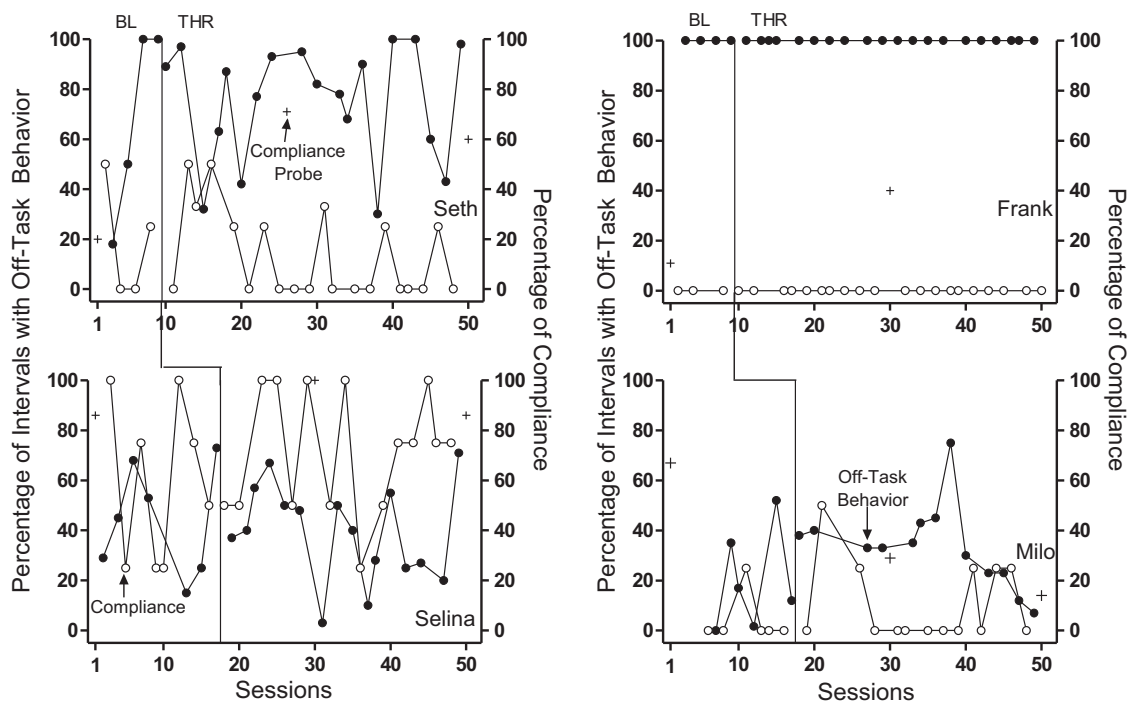 BL THR
100
80
60
40
20
0
Percentage of Intervals with Off-Task Behavior
Compliance
Probe
Seth
100
80
60
40
20
0
Percentage of Compliance
1 10 20 30 40 50
100
80
60
40
20
0
Compliance
Selina
100
80
60
40
20
0
1 10 20 30 40 50
Sessions
BL THR
100
80
60
40
20
0
Percentage of Intervals with Off-Task Behavior
Frank
100
80
60
40
20
0
Percentage of Compliance
1 10 20 30 40 50
100
80
60
40
20
0
Off-Task
Behavior
Milo
100
80
60
40
20
0
1 10 20 30 40 50
Sessions